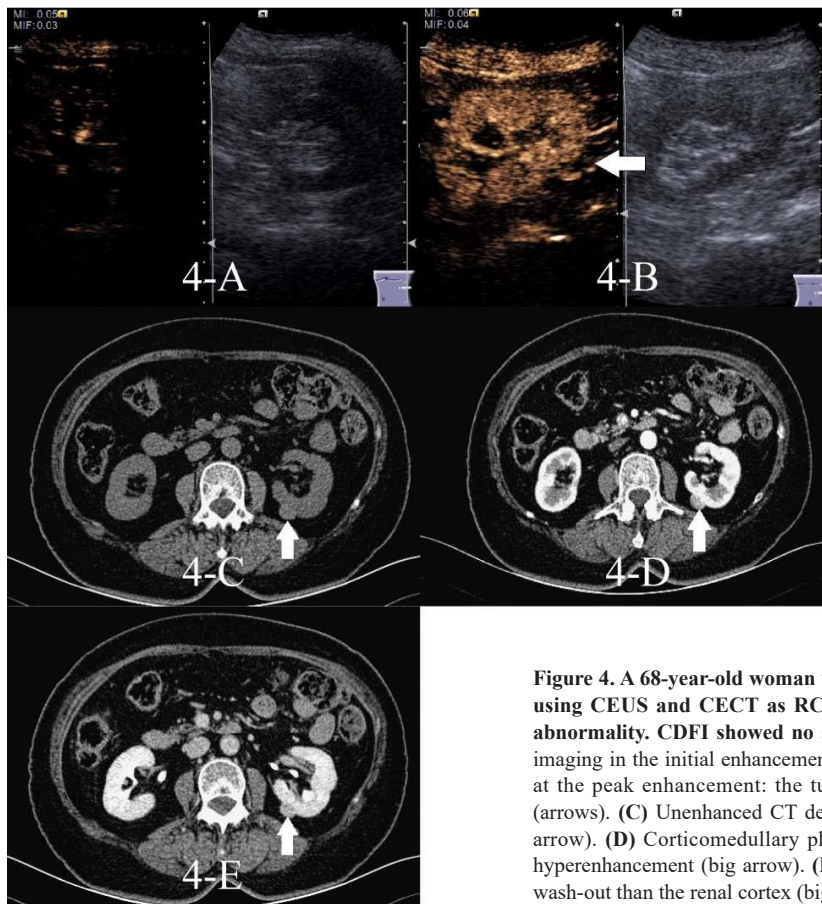 MI: 0.05
MIF: 0.03
MI: 0.06
MIF: 0.04
4-A
4-B
4-C
4-D
4-E
Figure 4. A 68-year-old woman
using CEUS and CECT as RC
abnormality. CDFI showed no
imaging in the initial enhancement
at the peak enhancement: the tu
(arrows). (C) Unenhanced CT de
arrow). (D) Corticomedullary ph
hyperenhancement (big arrow).
wash-out than the renal cortex (big